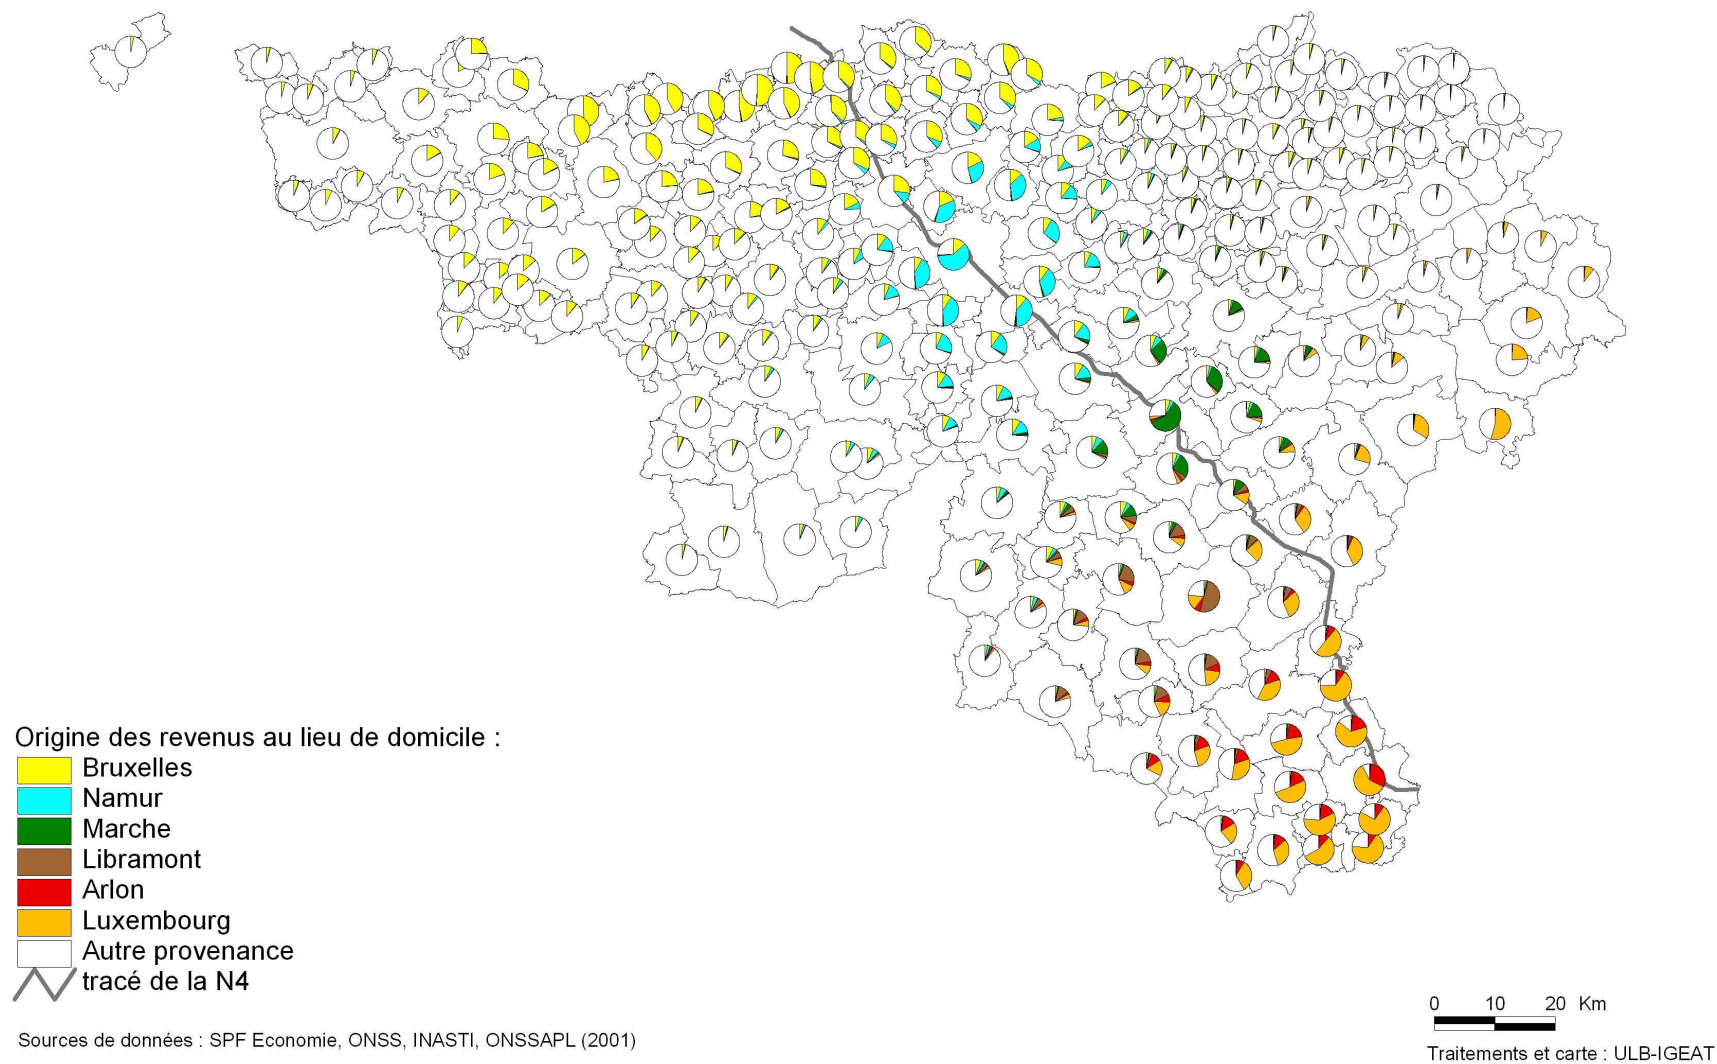 Origine des revenus au lieu de domicile :
Bruxelles
Namur
Marche
Libramont
Arlon
Luxembourg
Autre provenance
tracé de la N4
0 10 20 Km
Sources de données : SPF Economie, ONSS, INASTI, ONSSAPL (2001)
Traitements et carte : ULB-IGEAT